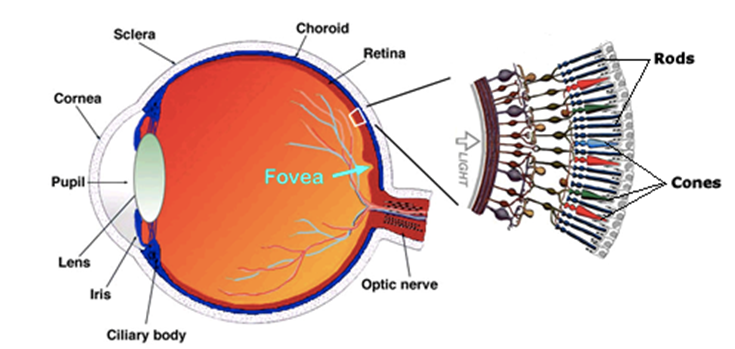 Choroid
Sclera
Retina
Cornea
Pupil
Lens
Iris
Ciliary body
Fovea
Optic nerve
LIGHT
Rods
Cones